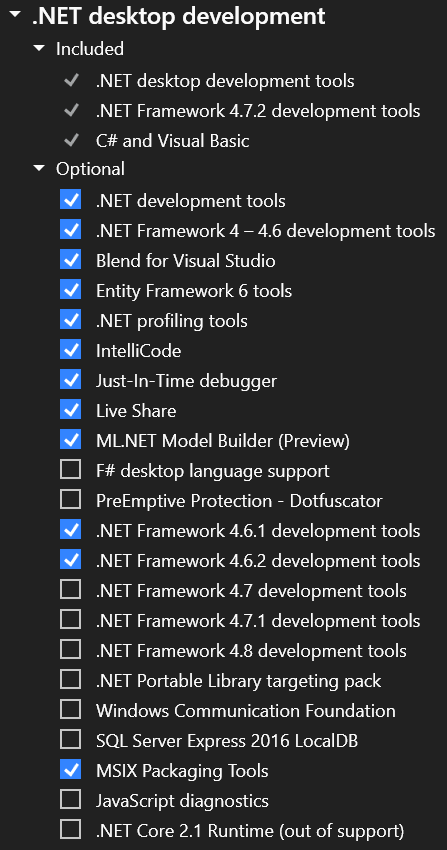 .NET desktop development
Included
.NET desktop development tools
.NET Framework 4.7.2 development tools
C# and Visual Basic
Optional
.NET development tools
.NET Framework 4 – 4.6 development tools
Blend for Visual Studio
Entity Framework 6 tools
.NET profiling tools
IntelliCode
Just-In-Time debugger
Live Share
ML.NET Model Builder (Preview)
F# desktop language support
PreEmptive Protection - Dotfuscator
.NET Framework 4.6.1 development tools
.NET Framework 4.6.2 development tools
.NET Framework 4.7 development tools
.NET Framework 4.7.1 development tools
.NET Framework 4.8 development tools
.NET Portable Library targeting pack
Windows Communication Foundation
SQL Server Express 2016 LocalDB
MSIX Packaging Tools
JavaScript diagnostics
.NET Core 2.1 Runtime (out of support)